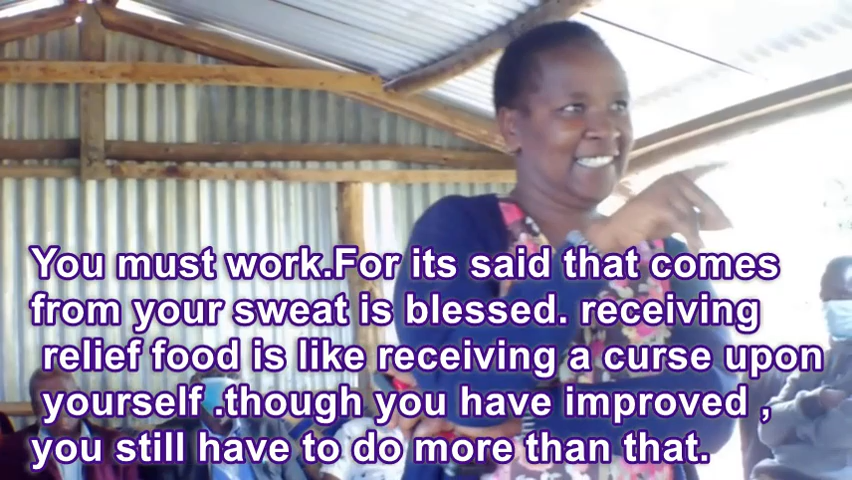 You must work.For its said that comes
from your sweat is blessed. receiving
relief food is like receiving a curse upon
yourself .though you have improved ,
you still have to do more than that.